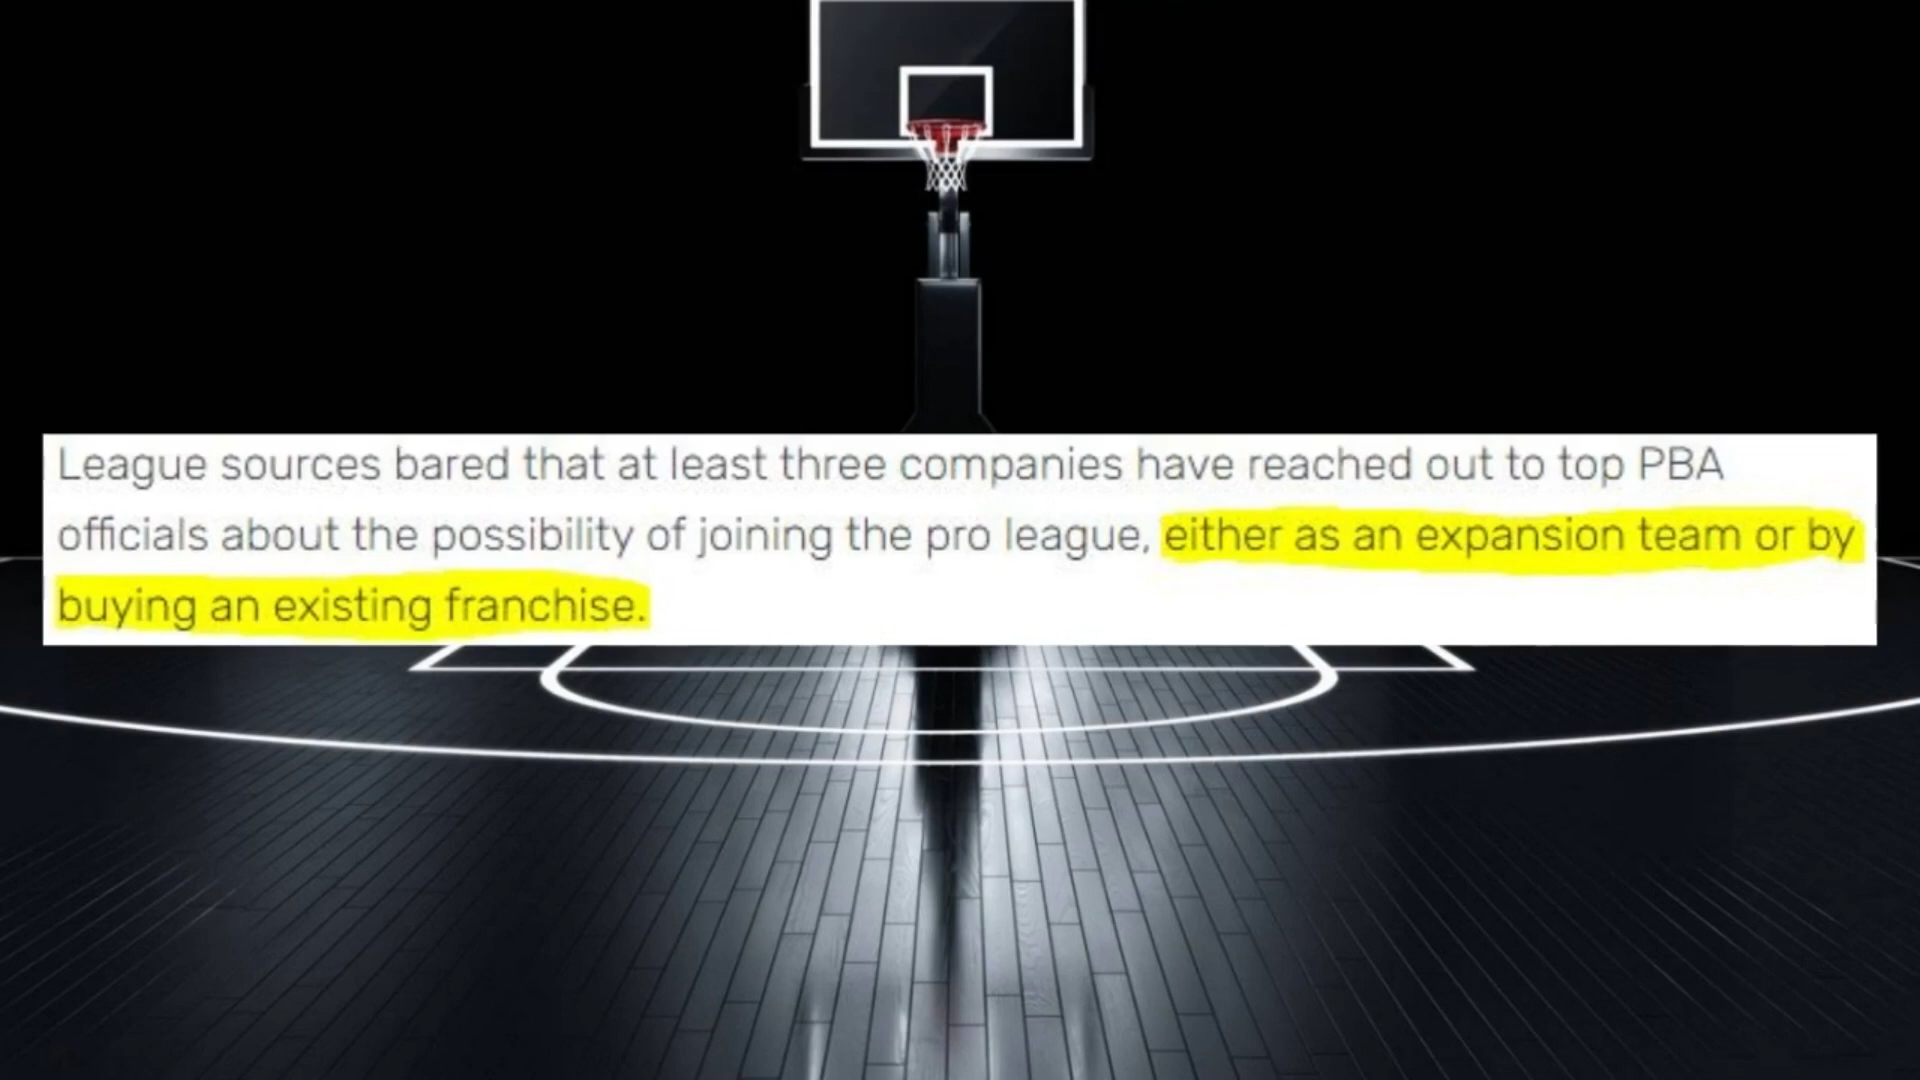 League sources bared that at least three companies have reached out to top PBA
officials about the possibility of joining the pro league, either as an expansion team or by
buying an existing franchise.